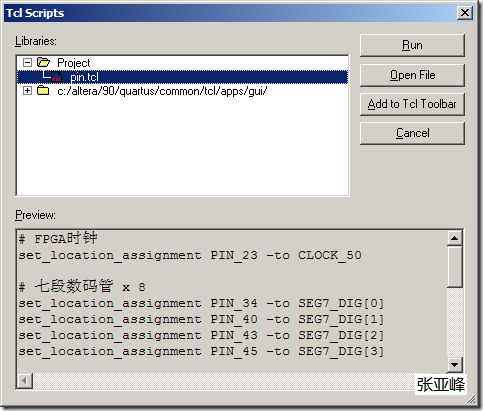 Tcl Scripts
Libraries:
Project
pin.tcl
c:/altera/90/quartus/common/tcl/apps/gui/
Run
Open File
Add to Tcl Toolbar
Cancel
Preview:
# FPGA时钟
set_location_assignment PIN_23 -to CLOCK_50
# 七段数码管 x 8
set_location_assignment PIN_34 -to SEG7_DIG[0]
set_location_assignment PIN_40 -to SEG7_DIG[1]
set_location_assignment PIN_43 -to SEG7_DIG[2]
set_location_assignment PIN_45 -to SEG7_DIG[3]
张亚峰